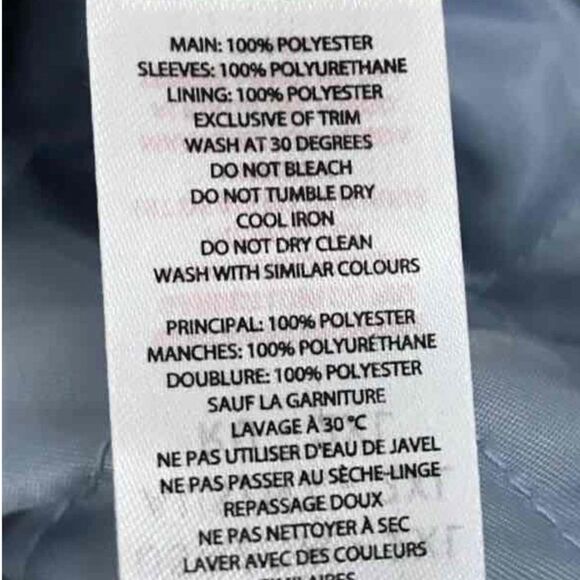 MAIN: 100% POLYESTER
SLEEVES: 100% POLYURETHANE
LINING: 100% POLYESTER
EXCLUSIVE OF TRIM
WASH AT 30 DEGREES
DO NOT BLEACH
DO NOT TUMBLE DRY
COOL IRON
DO NOT DRY CLEAN
WASH WITH SIMILAR COLOURS
PRINCIPAL: 100% POLYESTER
MANCHES: 100% POLYURÉTHANE
DOUBLURE: 100% POLYESTER
SAUF LA GARNITURE
LAVAGE À 30 °C
NE PAS UTILISER D'EAU DE JAVEL
NE PAS PASSER AU SÈCHE-LINGE
REPASSAGE DOUX
NE PAS NETTOYER À SEC
LAVER AVEC DES COULEURS
SIMILAIRES